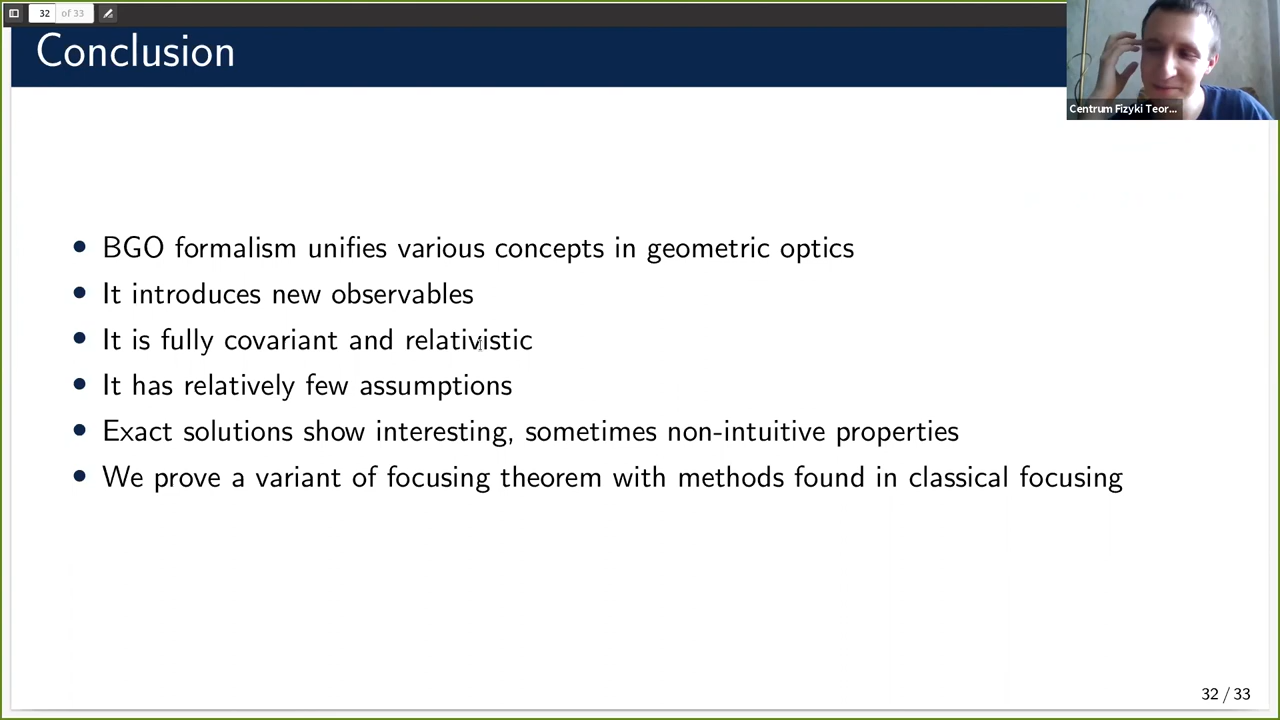 32 of 33
Conclusion
Centrum Fizyki Teor...
BGO formalism unifies various concepts in geometric optics
It introduces new observables
It is fully covariant and relativistic
It has relatively few assumptions
Exact solutions show interesting, sometimes non-intuitive properties
We prove a variant of focusing theorem with methods found in classical focusing
32 / 33